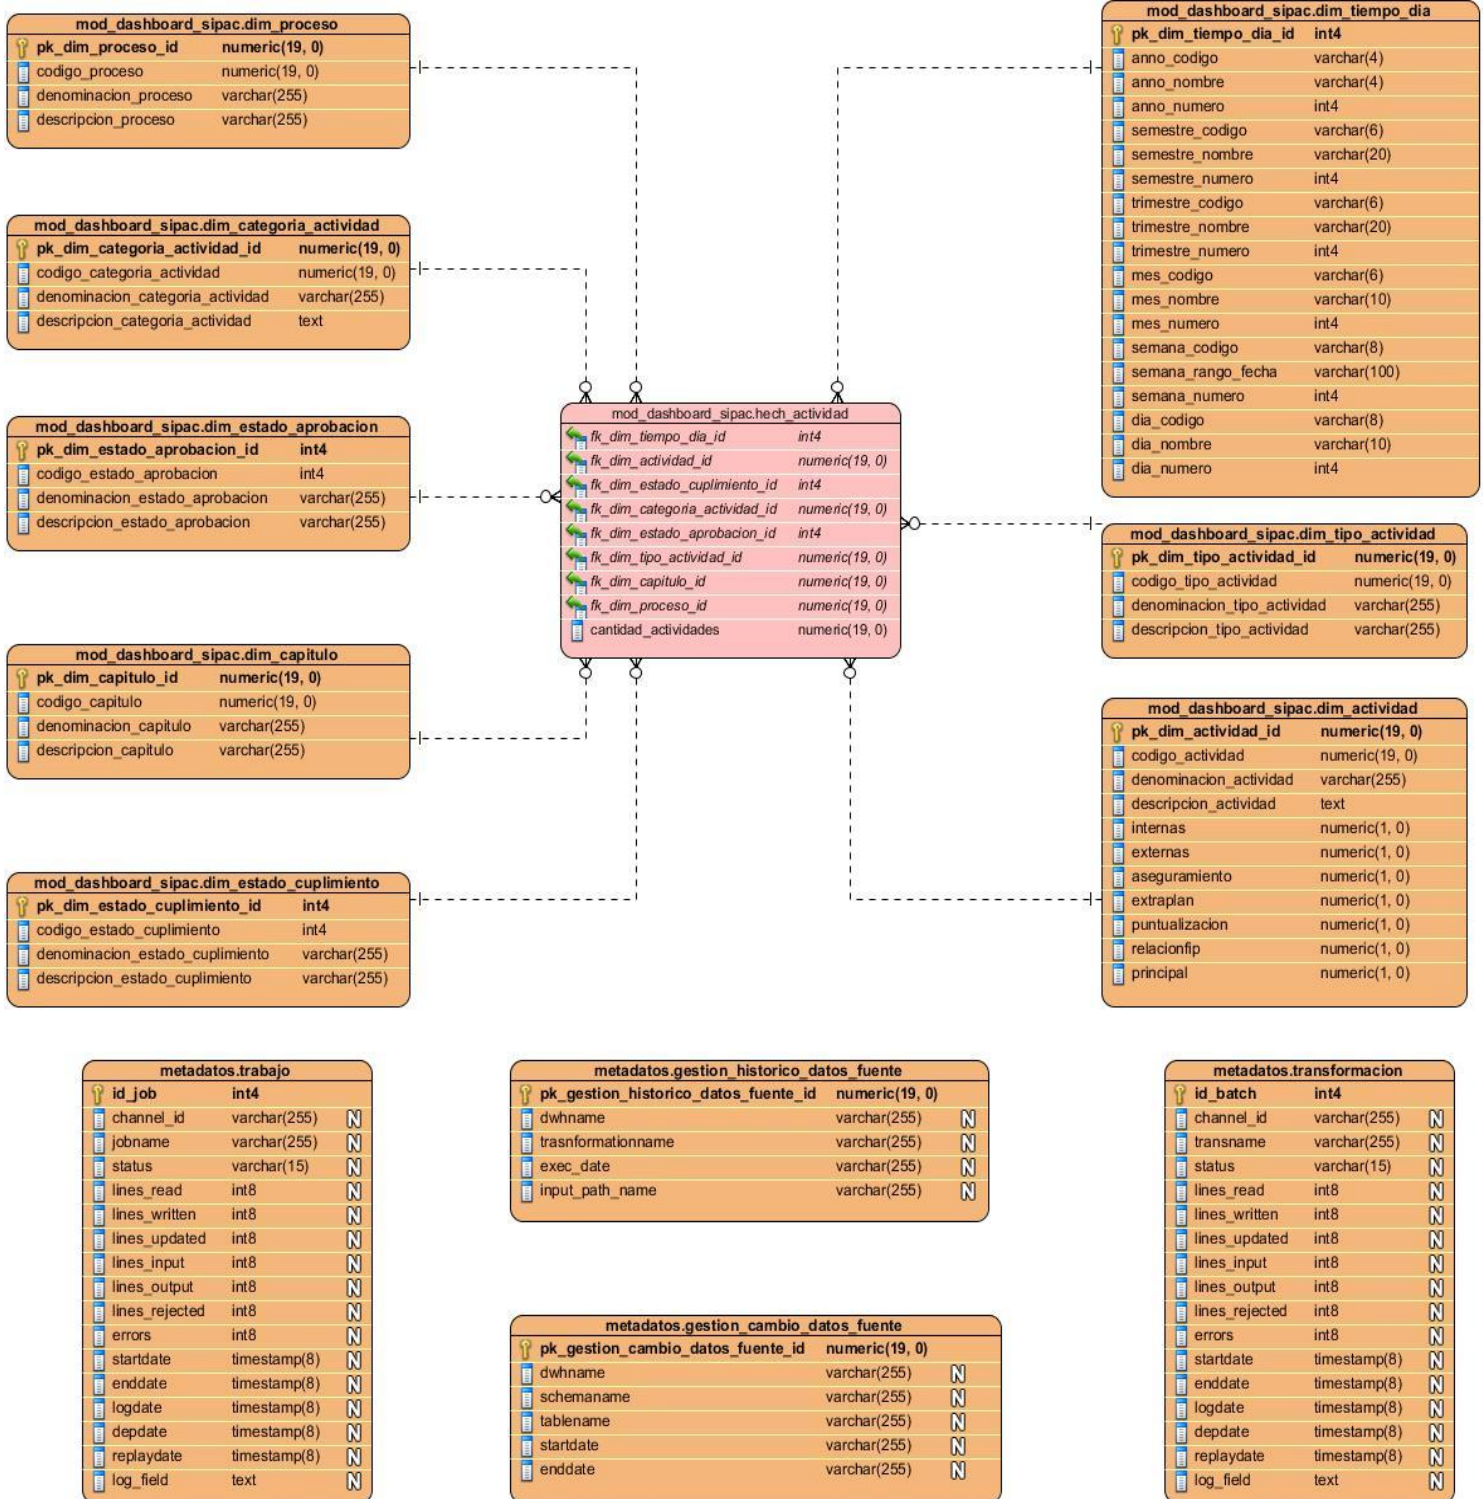 mod_dashboard_sipac.dim_proceso
pk_dim_proceso_id numeric(19, 0)
codigo_proceso numeric(19, 0)
denominacion_proceso varchar(255)
descripcion_proceso varchar(255)
mod_dashboard_sipac.dim_categoria_actividad
pk_dim_categoria_actividad_id numeric(19, 0)
codigo_categoria_actividad numeric(19, 0)
denominacion_categoria_actividad varchar(255)
descripcion_categoria_actividad text
mod_dashboard_sipac.dim_estado_aprobacion
pk_dim_estado_aprobacion_id int4
codigo_estado_aprobacion int4
denominacion_estado_aprobacion varchar(255)
descripcion_estado_aprobacion varchar(255)
mod_dashboard_sipac.dim_capitulo
pk_dim_capitulo_id numeric(19, 0)
codigo_capitulo numeric(19, 0)
denominacion_capitulo varchar(255)
descripcion_capitulo varchar(255)
mod_dashboard_sipac.dim_estado_cuplimiento
pk_dim_estado_cuplimiento_id int4
codigo_estado_cuplimiento int4
denominacion_estado_cuplimiento varchar(255)
descripcion_estado_cuplimiento varchar(255)
mod_dashboard_sipac.hech_actividad
fk_dim_tiempo_dia_id int4
fk_dim_actividad_id numeric(19, 0)
fk_dim_estado_cuplimiento_id int4
fk_dim_categoria_actividad_id numeric(19, 0)
fk_dim_estado_aprobacion_id int4
fk_dim_tipo_actividad_id numeric(19, 0)
fk_dim_capitulo_id numeric(19, 0)
fk_dim_proceso_id numeric(19, 0)
cantidad_actividades numeric(19, 0)
mod_dashboard_sipac.dim_tiempo_dia
pk_dim_tiempo_dia_id int4
anno_codigo varchar(4)
anno_nombre varchar(4)
anno_numero int4
semestre_codigo varchar(6)
semestre_nombre varchar(20)
semestre_numero int4
trimestre_codigo varchar(6)
trimestre_nombre varchar(20)
trimestre_numero int4
mes_codigo varchar(6)
mes_nombre varchar(10)
mes_numero int4
semana_codigo varchar(8)
semana_rango_fecha varchar(100)
semana_numero int4
dia_codigo varchar(8)
dia_nombre varchar(10)
dia_numero int4
mod_dashboard_sipac.dim_tipo_actividad
pk_dim_tipo_actividad_id numeric(19, 0)
codigo_tipo_actividad numeric(19, 0)
denominacion_tipo_actividad varchar(255)
descripcion_tipo_actividad varchar(255)
mod_dashboard_sipac.dim_actividad
pk_dim_actividad_id numeric(19, 0)
codigo_actividad numeric(19, 0)
denominacion_actividad varchar(255)
descripcion_actividad text
internas numeric(1, 0)
externas numeric(1, 0)
aseguramiento numeric(1, 0)
extraplan numeric(1, 0)
puntualizacion numeric(1, 0)
relacionfip numeric(1, 0)
principal numeric(1, 0)
metadatos.trabajo
id_job int4
channel_id varchar(255) N
jobname varchar(255) N
status varchar(15) N
lines_read int8 N
lines_written int8 N
lines_updated int8 N
lines_input int8 N
lines_output int8 N
lines_rejected int8 N
errors int8 N
startdate timestamp(8) N
enddate timestamp(8) N
logdate timestamp(8) N
depdate timestamp(8) N
replaydate timestamp(8) N
log_field text N
metadatos.gestion_historico_datos_fuente
pk_gestion_historico_datos_fuente_id numeric(19, 0)
dwhname varchar(255) N
trasnformationname varchar(255) N
exec_date varchar(255) N
input_path_name varchar(255) N
metadatos.gestion_cambio_datos_fuente
pk_gestion_cambio_datos_fuente_id numeric(19, 0)
dwhname varchar(255) N
schemaname varchar(255) N
tablename varchar(255) N
startdate varchar(255) N
enddate varchar(255) N
metadatos.transformacion
id_batch int4
channel_id varchar(255) N
transname varchar(255) N
status varchar(15) N
lines_read int8 N
lines_written int8 N
lines_updated int8 N
lines_input int8 N
lines_output int8 N
lines_rejected int8 N
errors int8 N
startdate timestamp(8) N
enddate timestamp(8) N
logdate timestamp(8) N
depdate timestamp(8) N
replaydate timestamp(8) N
log_field text N